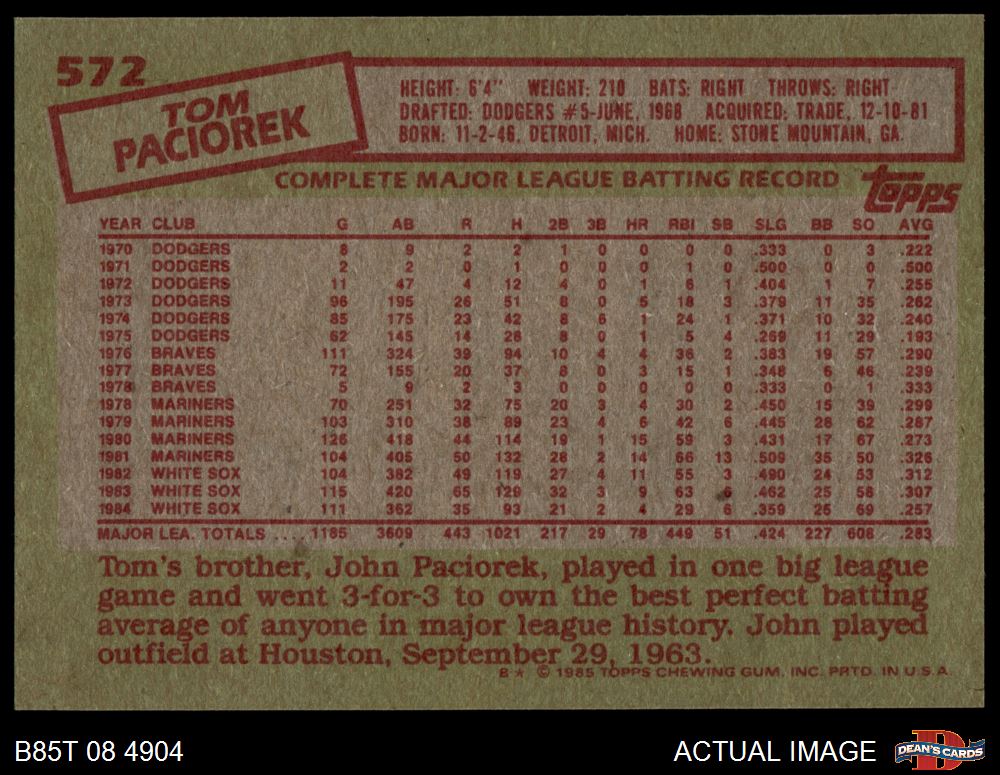 572
TOM
PACIOREK
HEIGHT: 6'4" WEIGHT: 210 BATS: RIGHT THROWS: RIGHT
DRAFTED: DODGERS #5-JUNE, 1968 ACQUIRED: TRADE, 12-10-81
BORN: 11-2-46, DETROIT, MICH. HOME: STONE MOUNTAIN, GA.
COMPLETE MAJOR LEAGUE BATTING RECORD
topps
YEAR CLUB G AB R H 2B 3B HR RBI SB SLG BB SO AVG
1970 DODGERS 8 9 2 2 1 0 0 0 0 .333 0 3 .222
1971 DODGERS 2 2 0 1 0 0 0 1 0 .500 0 0 .500
1972 DODGERS 11 47 4 12 4 0 1 6 1 .404 1 7 .255
1973 DODGERS 96 195 26 51 8 0 5 18 3 .379 11 35 .262
1974 DODGERS 85 175 23 42 8 6 1 24 1 .371 10 32 .240
1975 DODGERS 62 145 14 28 8 0 1 5 4 .269 11 29 .193
1976 BRAVES 111 324 39 94 10 4 4 36 2 .383 19 57 .290
1977 BRAVES 72 155 20 37 8 0 3 15 1 .348 6 46 .239
1978 BRAVES 5 9 2 3 0 0 0 0 0 .333 0 1 .333
1978 MARINERS 70 251 32 75 20 3 4 30 2 .450 15 39 .299
1979 MARINERS 103 310 38 89 23 4 6 42 6 .445 28 62 .287
1980 MARINERS 126 418 44 114 19 1 15 59 3 .431 17 67 .273
1981 MARINERS 104 405 50 132 28 2 14 66 13 .509 35 50 .326
1982 WHITE SOX 104 382 49 119 27 4 11 55 3 .490 24 53 .312
1983 WHITE SOX 115 420 65 129 32 3 9 63 6 .462 25 58 .307
1984 WHITE SOX 111 362 35 93 21 2 4 29 6 .359 25 69 .257
MAJOR LEA. TOTALS .... 1185 3609 443 1021 217 29 78 449 51 .424 227 608 .283
Tom's brother, John Paciorek, played in one big league
game and went 3-for-3 to own the best perfect batting
average of anyone in major league history. John played
outfield at Houston, September 29, 1963.
B★ © 1985 TOPPS CHEWING GUM, INC. PRTD. IN U.S.A.
B85T 08 4904
ACTUAL IMAGE
D
DEAN'S CARDS